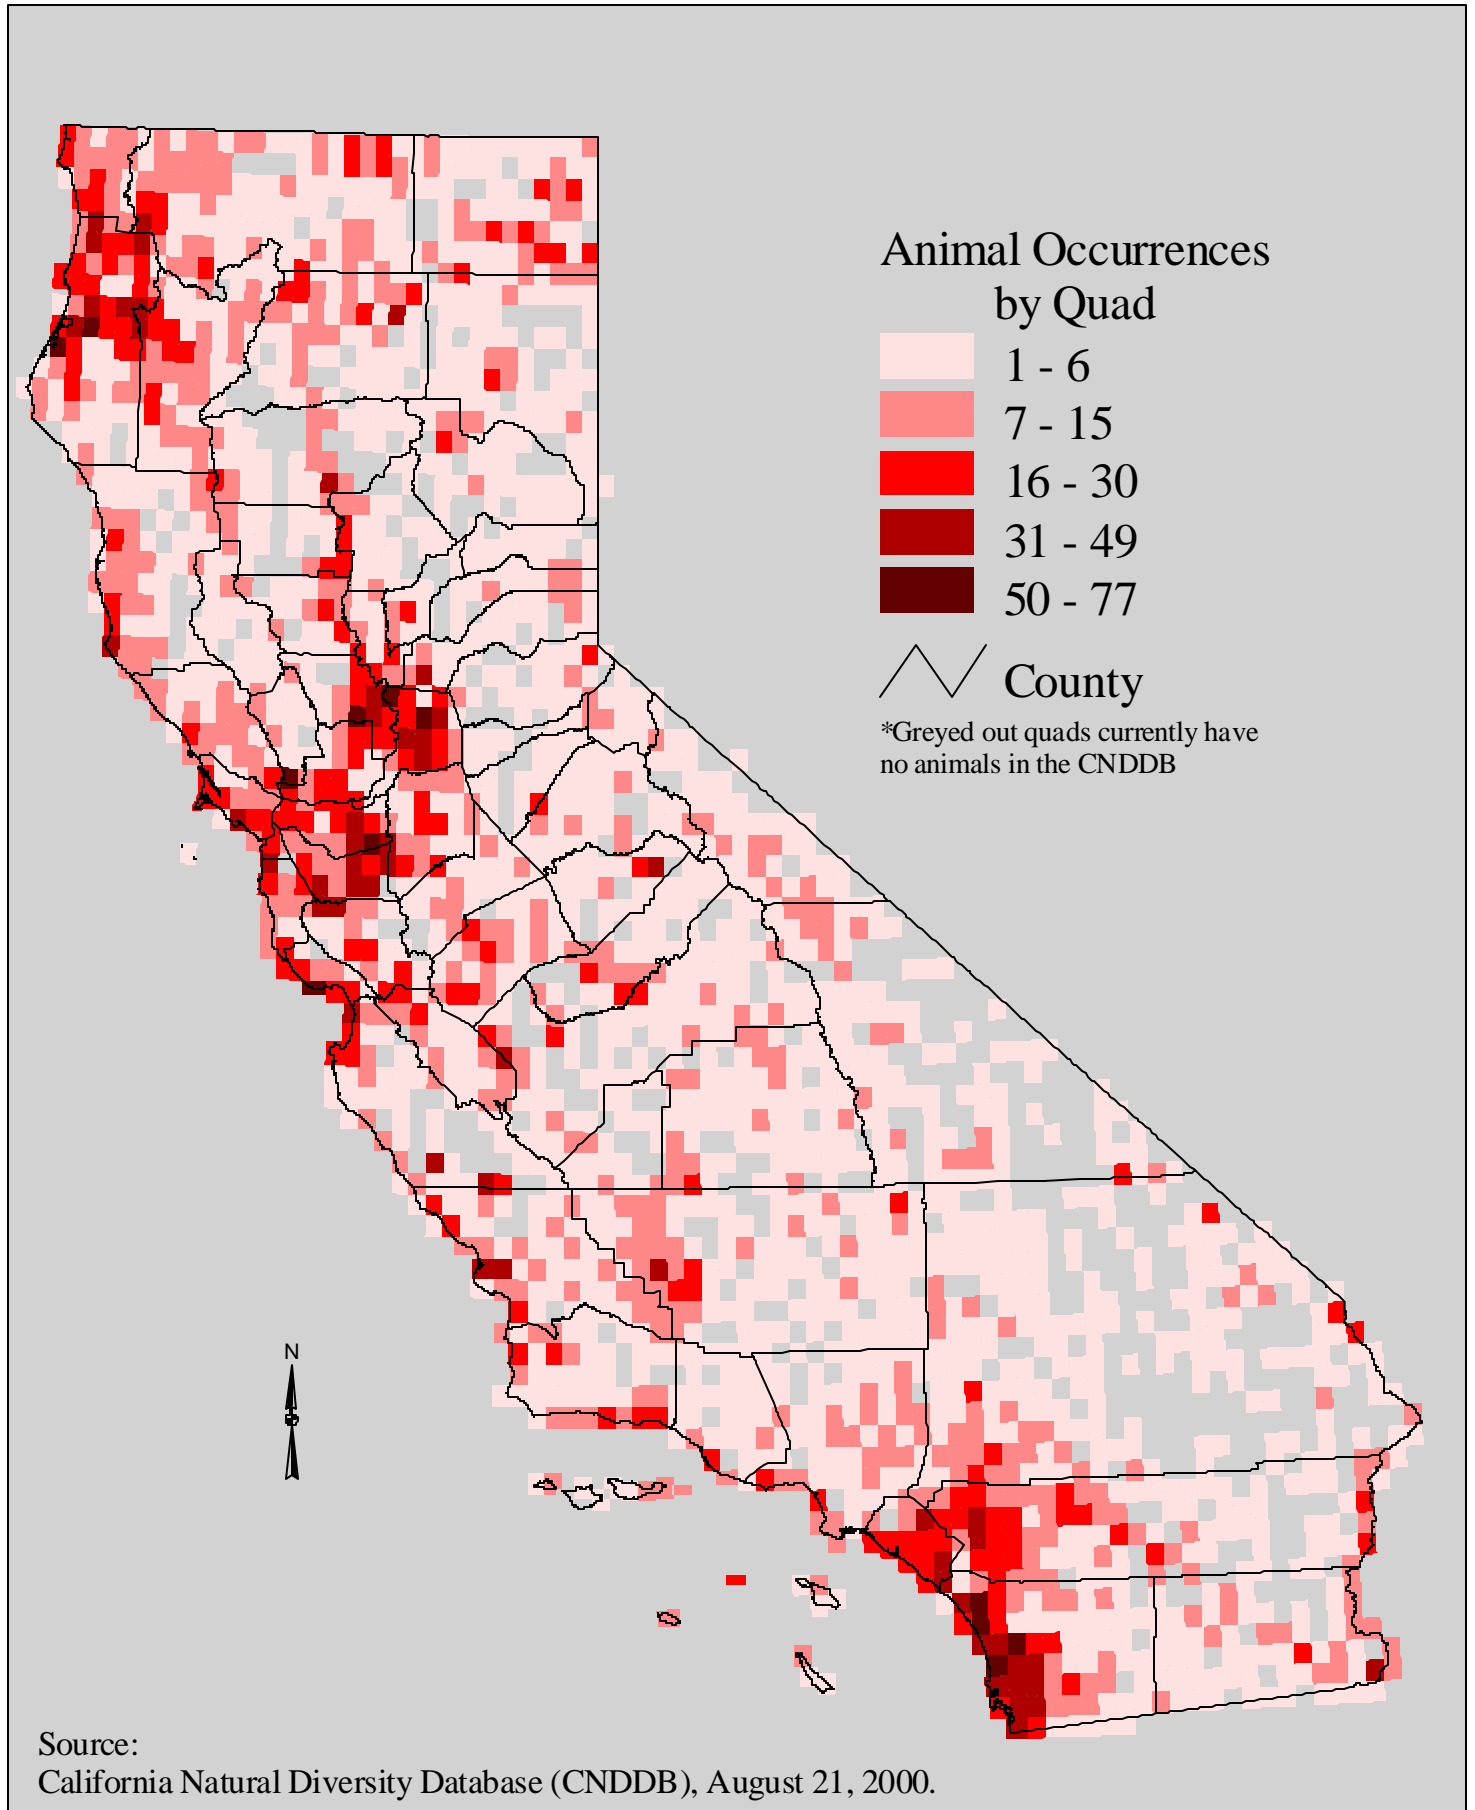 Animal Occurrences
by Quad
1 - 6
7 - 15
16 - 30
31 - 49
50 - 77
County
*Greyed out quads currently have
no animals in the CNDDB
N
Source:
California Natural Diversity Database (CNDDB), August 21, 2000.